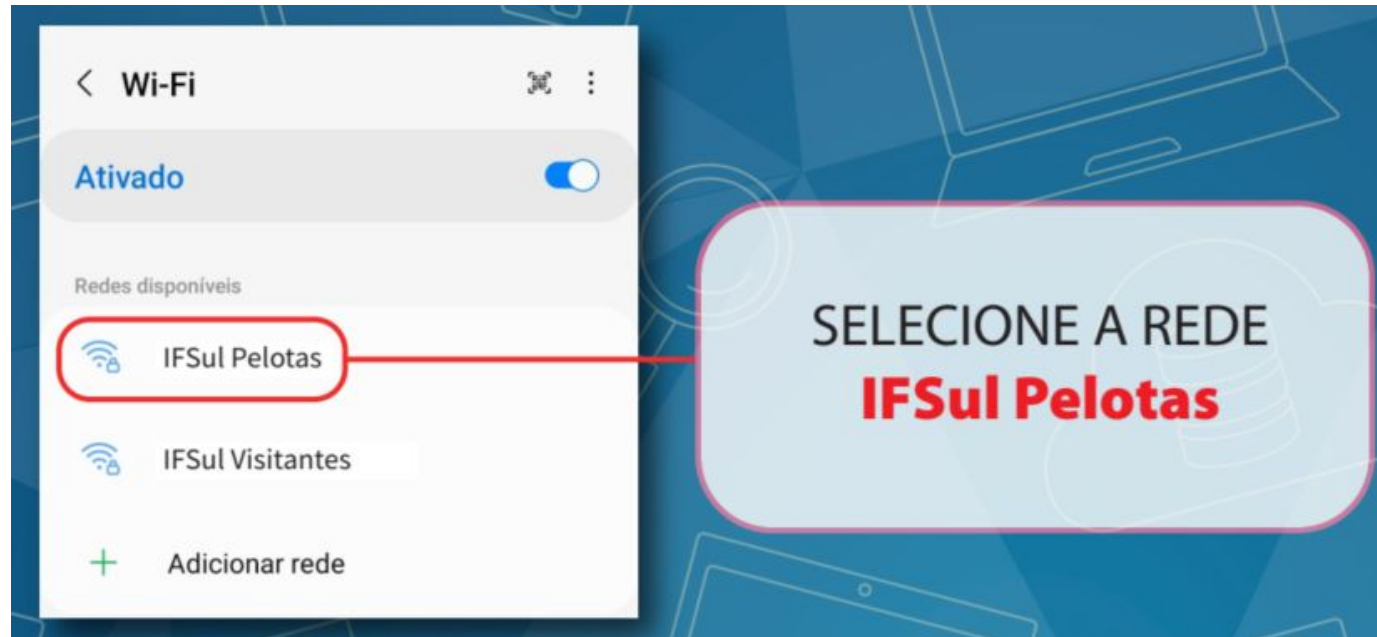 Wi-Fi
Ativado
Redes disponíveis
IFSul Pelotas
IFSul Visitantes
+ Adicionar rede
SELECIONE A REDE
IFSul Pelotas